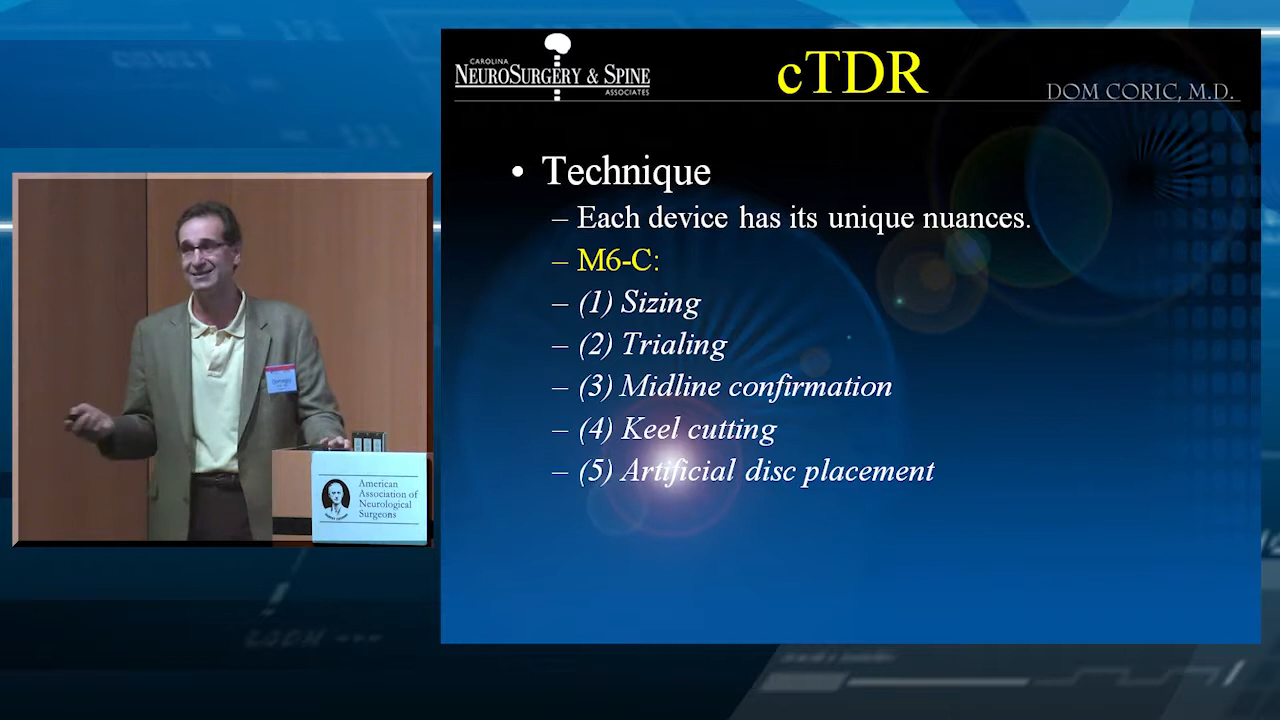 CAROLINA
NEUROSURGERY & SPINE
ASSOCIATES
cTDR
DOM CORIC, M.D.
• Technique
– Each device has its unique nuances.
– M6-C:
– (1) Sizing
– (2) Trialing
– (3) Midline confirmation
– (4) Keel cutting
– (5) Artificial disc placement
American
Association of
Neurological
Surgeons